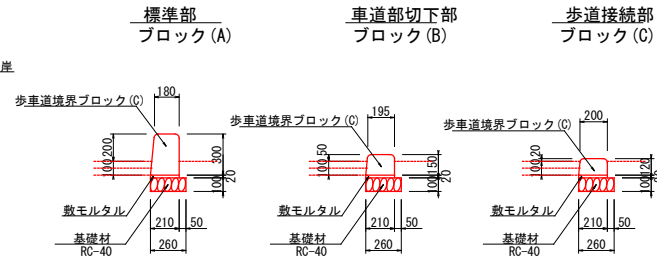 標準部
ブロック(A)
車道部切下部
ブロック(B)
歩道接続部
ブロック(C)
岸
180
歩車道境界ブロック(C)
200
100
300
20
100
敷モルタル
210
50
基礎材
RC-40
260
195
歩車道境界ブロック(C)
50
100
150
20
100
敷モルタル
210
50
基礎材
RC-40
260
200
歩車道境界ブロック(C)
20
100
120
100
敷モルタル
210
50
基礎材
RC-40
260